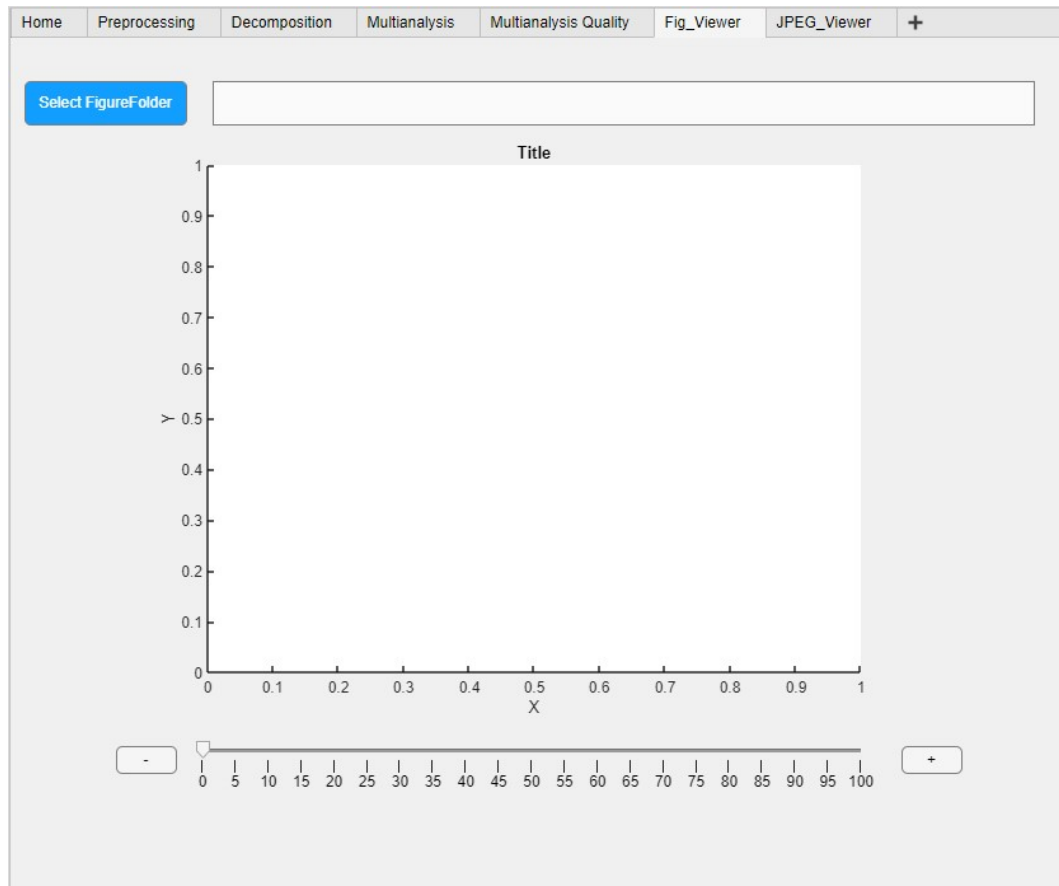 Home Preprocessing Decomposition Multianalysis Multianalysis Quality Fig_Viewer JPEG_Viewer +
Select FigureFolder
Title
1
0.9
0.8
0.7
0.6
Y 0.5
0.4
0.3
0.2
0.1
0
0 0.1 0.2 0.3 0.4 0.5 0.6 0.7 0.8 0.9 1
X
- +
0 5 10 15 20 25 30 35 40 45 50 55 60 65 70 75 80 85 90 95 100